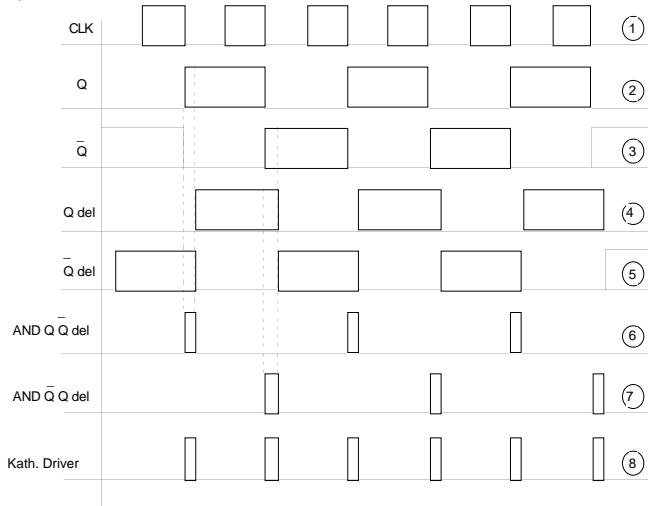 CLK 1
Q 2
Q̅ 3
Q del 4
Q̅ del 5
AND Q Q̅ del 6
AND Q̅ Q del 7
Kath. Driver 8